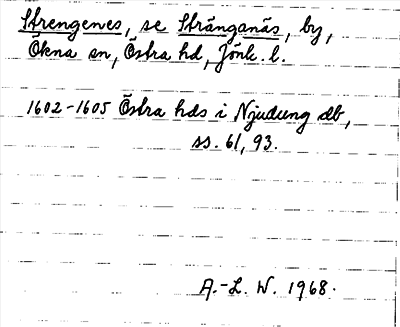 Strengenes, se Stränganäs, by,
Ökna sn, Östra hd, Jönk. l.
1602-1605 Östra hds i Njudung db,
ss. 61, 93.
A.-L. W. 1968.